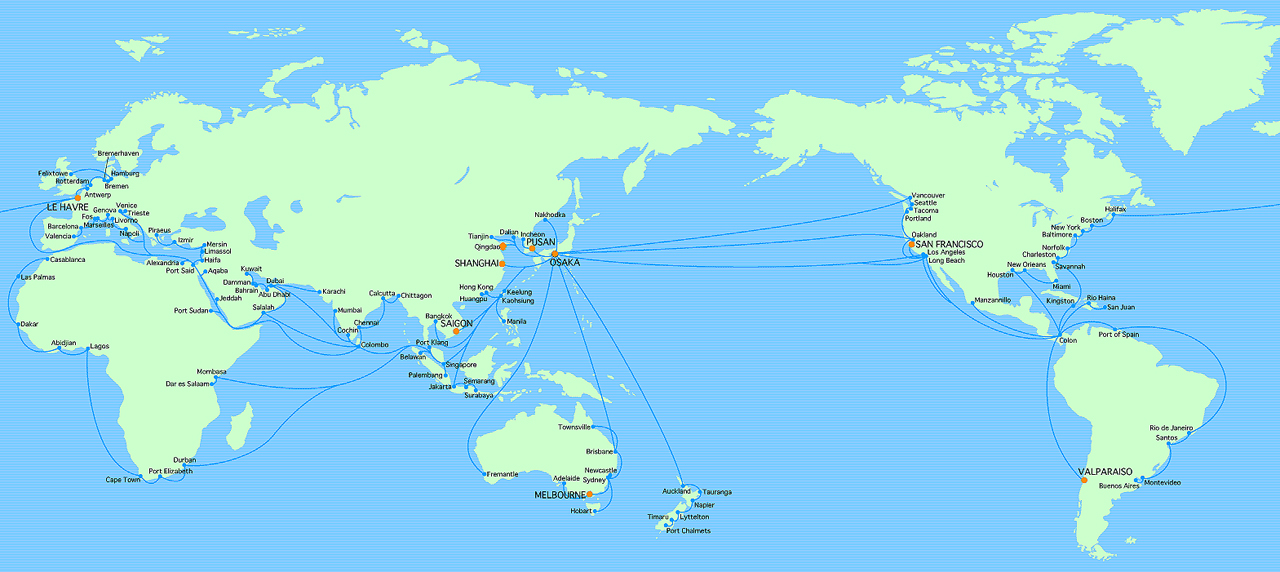 Bremerhaven
Felixtowe
Hamburg
Rotterdam
Bremen
Antwerp
LE HAVRE
Venice
Genova
Trieste
Fos
Livorno
Marseilles
Barcelona
Napoli
Valencia
Piraeus
Izmir
Mersin
Limassol
Haifa
Alexandria
Port Said
Aqaba
Casablanca
Las Palmas
Dakar
Abidjan
Lagos
Kuwait
Damman
Bahrain
Dubai
Abu Dhabi
Jeddah
Salalah
Port Sudan
Karachi
Mumbai
Calcutta
Chittagong
Chennai
Cochin
Colombo
Mombasa
Dar es Salaam
Durban
Port Elizabeth
Cape Town
Nakhodka
Tianjin
Dalian
Incheon
Qingdao
PUSAN
SHANGHAI
OSAKA
Hong Kong
Keelung
Huangpu
Kaohsiung
Bangkok
SAIGON
Manila
Port Klang
Belawan
Singapore
Palembang
Jakarta
Semarang
Surabaya
Townsville
Brisbane
Newcastle
Fremantle
Adelaide
Sydney
MELBOURNE
Hobart
Auckland
Tauranga
Napier
Timaru
Lyttelton
Port Chalmets
Vancouver
Seattle
Tacoma
Portland
Oakland
SAN FRANCISCO
Los Angeles
Long Beach
Halifax
Boston
New York
Baltimore
Norfolk
Charleston
New Orleans
Savannah
Houston
Miami
Manzannillo
Kingston
Rio Haina
San Juan
Colon
Port of Spain
Rio de Janeiro
Santos
VALPARAISO
Buenos Aires
Montevideo